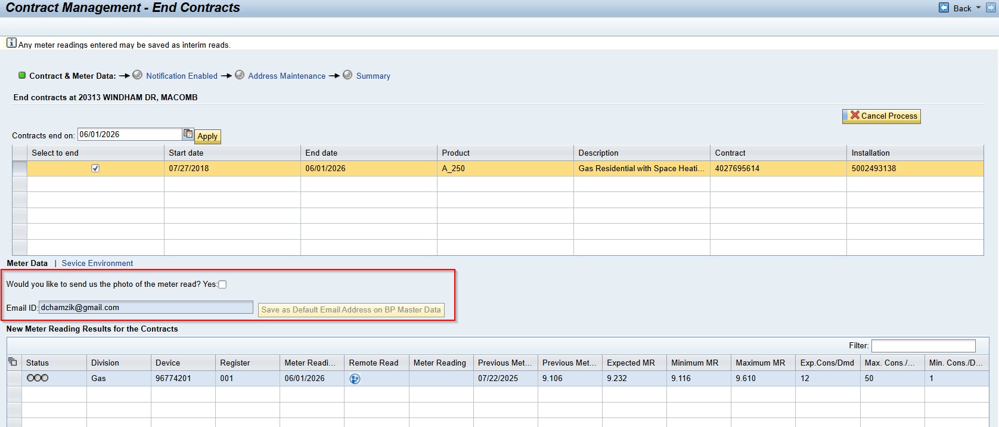 Contract Management - End Contracts
Back
Any meter readings entered may be saved as interim reads.
Contract & Meter Data: Notification Enabled Address Maintenance Summary
End contracts at 20313 WINDHAM DR, MACOMB
Cancel Process
Contracts end on: 06/01/2026 Apply
Select to end Start date End date Product Description Contract Installation
07/27/2018 06/01/2026 A_250 Gas Residential with Space Heati... 4027695614 5002493138
Meter Data | Sevice Environment
Would you like to send us the photo of the meter read? Yes:
Email ID: dchamzik@gmail.com Save as Default Email Address on BP Master Data
New Meter Reading Results for the Contracts
Filter:
Status Division Device Register Meter Readi... Remote Read Meter Reading Previous Met... Previous Met... Expected MR Minimum MR Maximum MR Exp.Cons/Dmd Max. Cons./... Min. Cons./D...
Gas 96774201 001 06/01/2026 07/22/2025 9.106 9.232 9.116 9.610 12 50 1